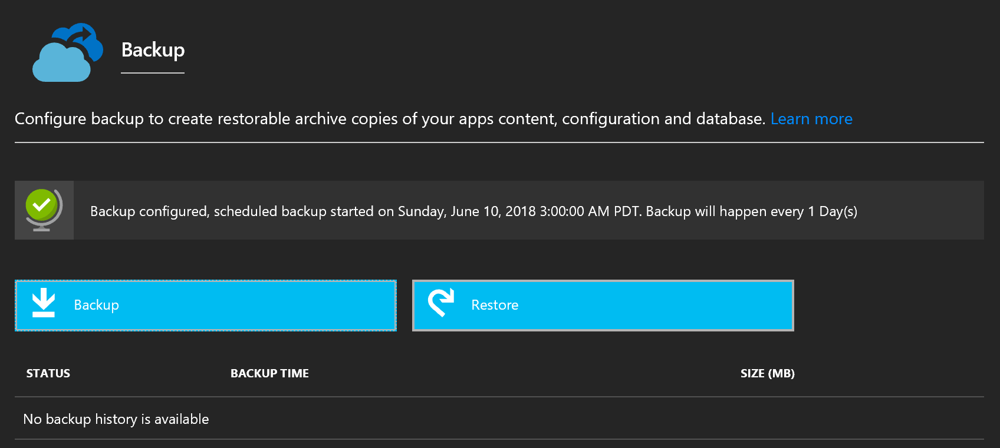 Backup
Configure backup to create restorable archive copies of your apps content, configuration and database. Learn more
Backup configured, scheduled backup started on Sunday, June 10, 2018 3:00:00 AM PDT. Backup will happen every 1 Day(s)
Backup Restore
STATUS BACKUP TIME SIZE (MB)
No backup history is available